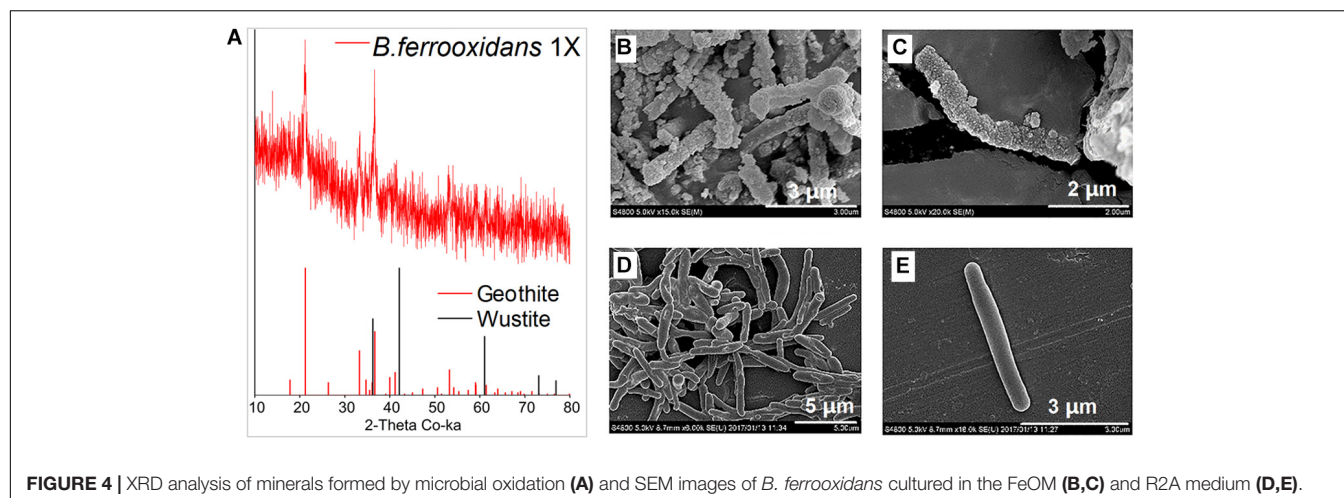 A
B.ferrooxidans 1X
Geothite
Wustite
10 20 30 40 50 60 70 80
2-Theta Co-ka
B
3 µm
S4800 5.0kV x15.0k SE(M) 3.00um
C
2 µm
S4800 5.0kV x20.0k SE(M) 2.00um
D
5 µm
S4800 5.0kV 8.7mm x6.00k SE(U) 2017/01/13 11:34 5.00um
E
3 µm
S4800 5.0kV 8.7mm x18.0k SE(U) 2017/01/13 11:27 3.00um
FIGURE 4 | XRD analysis of minerals formed by microbial oxidation (A) and SEM images of B. ferrooxidans cultured in the FeOM (B,C) and R2A medium (D,E).